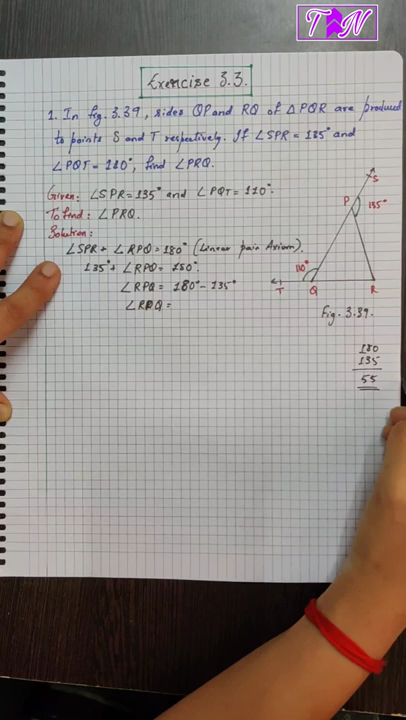 T N
Exercise 3.3.
1. In fig. 3.39, sides QP and RQ of △PQR are produced
to points S and T respectively. If ∠SPR = 135° and
∠PQT = 110°, find ∠PRQ.
Given: ∠SPR = 135° and ∠PQT = 110°.
To find: ∠PRQ.
Solution:
∠SPR + ∠RPQ = 180° (Linear pair Axiom).
135° + ∠RPQ = 180°.
∠RPQ = 180° - 135°
∠RPQ =
S
P
135°
110°
T
Q
R
Fig. 3.39.
180
135
55